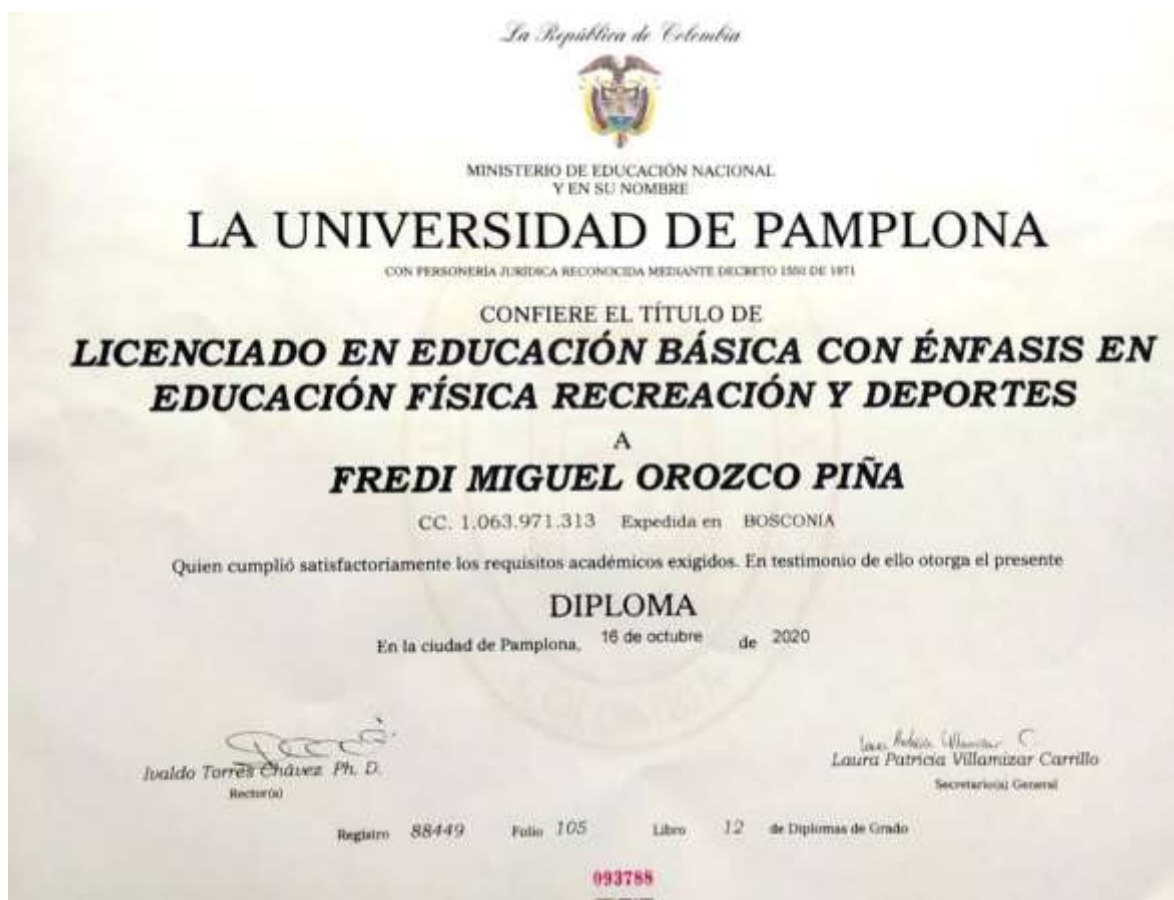 La República de Colombia
MINISTERIO DE EDUCACIÓN NACIONAL
Y EN SU NOMBRE
LA UNIVERSIDAD DE PAMPLONA
CON PERSONERÍA JURÍDICA RECONOCIDA MEDIANTE DECRETO 1550 DE 1971
CONFIERE EL TÍTULO DE
LICENCIADO EN EDUCACIÓN BÁSICA CON ÉNFASIS EN
EDUCACIÓN FÍSICA RECREACIÓN Y DEPORTES
A
FREDI MIGUEL OROZCO PIÑA
CC. 1.063.971.313 Expedida en BOSCONIA
Quien cumplió satisfactoriamente los requisitos académicos exigidos. En testimonio de ello otorga el presente
DIPLOMA
En la ciudad de Pamplona, 16 de octubre de 2020
Ivaldo Torres Chávez Ph. D.
Rector(a)
Laura Patricia Villamizar Carrillo
Secretario(a) General
Registro 88449 Folio 105 Libro 12 de Diplomas de Grado
093788